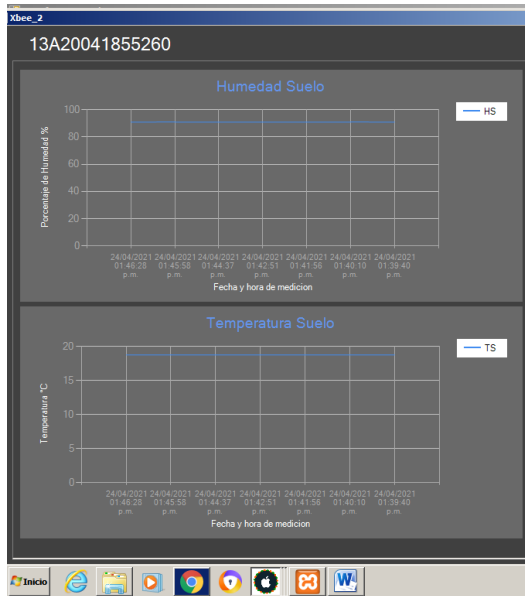 Xbee_2
13A20041855260
Humedad Suelo
HS
Porcentaje de Humedad %
100
80
60
40
20
0
24/04/2021 24/04/2021 24/04/2021 24/04/2021 24/04/2021 24/04/2021 24/04/2021
01:46:28 01:45:58 01:44:37 01:42:51 01:41:56 01:40:10 01:39:40
p.m. p.m. p.m. p.m. p.m. p.m. p.m.
Fecha y hora de medicion
Temperatura Suelo
TS
Temperatura °C
20
15
10
5
0
24/04/2021 24/04/2021 24/04/2021 24/04/2021 24/04/2021 24/04/2021 24/04/2021
01:46:28 01:45:58 01:44:37 01:42:51 01:41:56 01:40:10 01:39:40
p.m. p.m. p.m. p.m. p.m. p.m. p.m.
Fecha y hora de medicion
Inicio